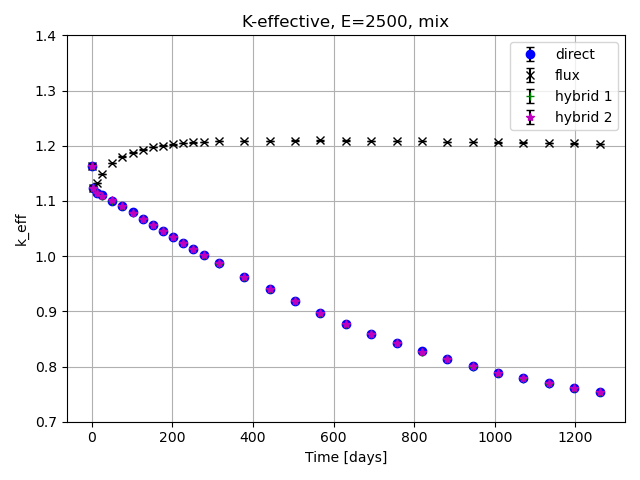 K-effective, E=2500, mix
1.4
1.3
1.2
1.1
1.0
0.9
0.8
0.7
k_eff
direct
flux
hybrid 1
hybrid 2
0
200
400
600
800
1000
1200
Time [days]